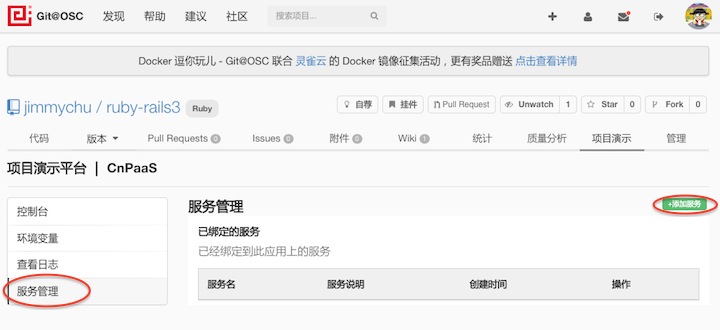 Git@OSC 发现 帮助 建议 社区 搜索项目...
Docker 逗你玩儿 - Git@OSC 联合 灵雀云 的 Docker 镜像征集活动，更有奖品赠送 点击查看详情
jimmychu / ruby-rails3 Ruby 自荐 挂件 Pull Request Unwatch 1 Star 0 Fork 0
代码 版本 Pull Requests 0 Issues 0 附件 0 Wiki 1 统计 质量分析 项目演示 管理
项目演示平台 | CnPaaS
控制台
环境变量
查看日志
服务管理
服务管理 +添加服务
已绑定的服务
已经绑定到此应用上的服务
服务名 服务说明 创建时间 操作